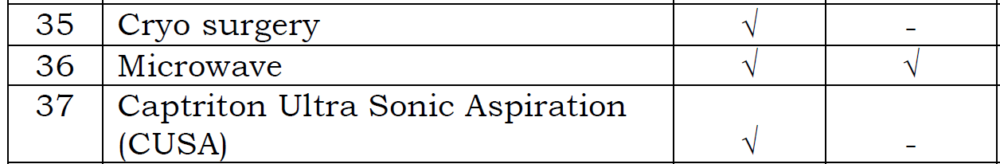 35 Cryo surgery √ -
36 Microwave √ √
37 Captriton Ultra Sonic Aspiration
(CUSA) √ -